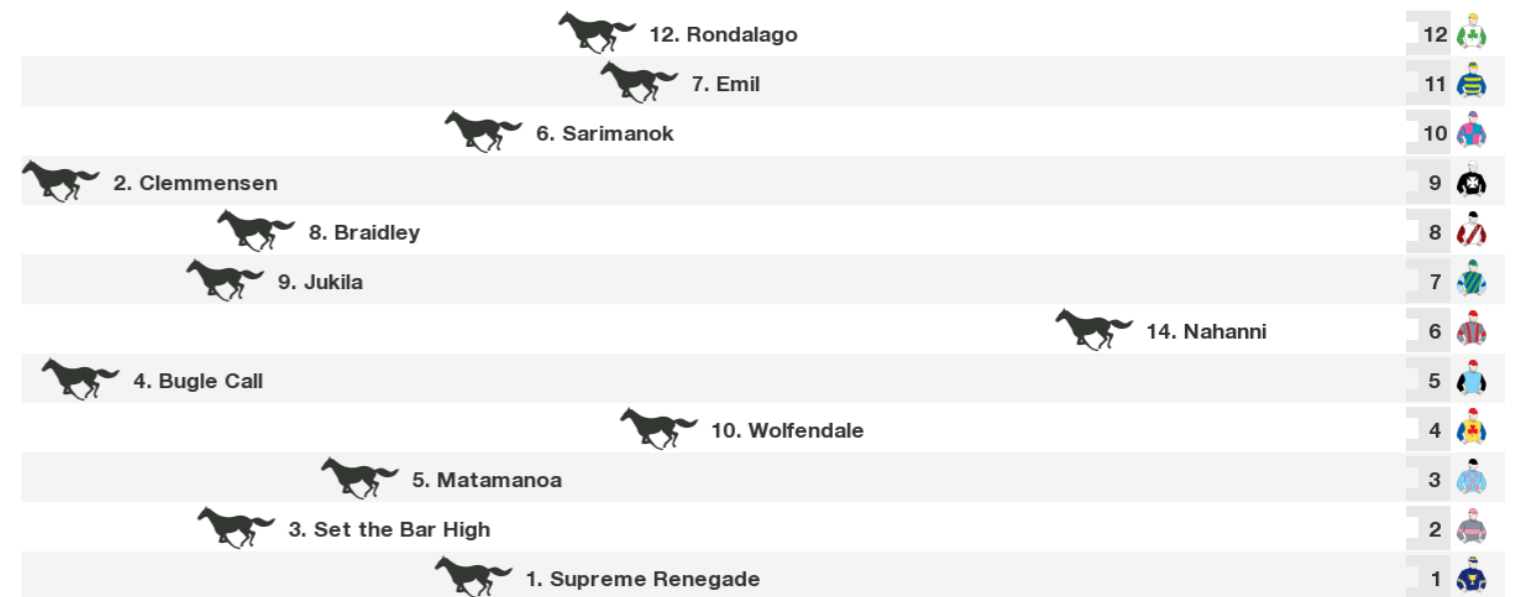 12. Rondalago 12
7. Emil 11
6. Sarimanok 10
2. Clemmensen 9
8. Braidley 8
9. Jukila 7
14. Nahanni 6
4. Bugle Call 5
10. Wolfendale 4
5. Matamanoa 3
3. Set the Bar High 2
1. Supreme Renegade 1